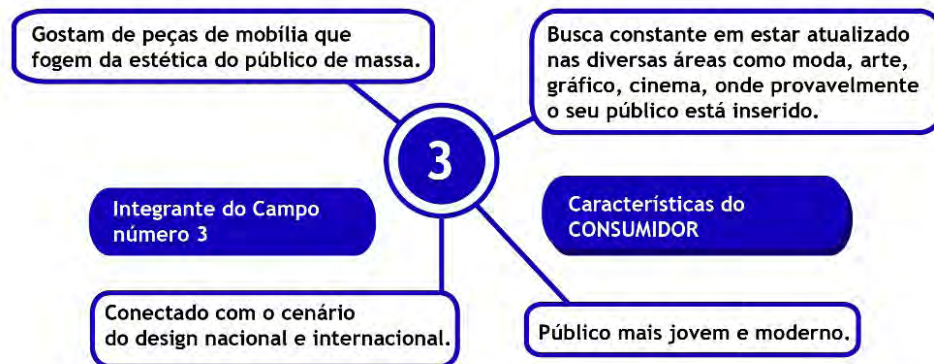 Gostam de peças de mobília que
fogem da estética do público de massa.
Busca constante em estar atualizado
nas diversas áreas como moda, arte,
gráfico, cinema, onde provavelmente
o seu público está inserido.
3
Integrante do Campo
número 3
Características do
CONSUMIDOR
Conectado com o cenário
do design nacional e internacional.
Público mais jovem e moderno.